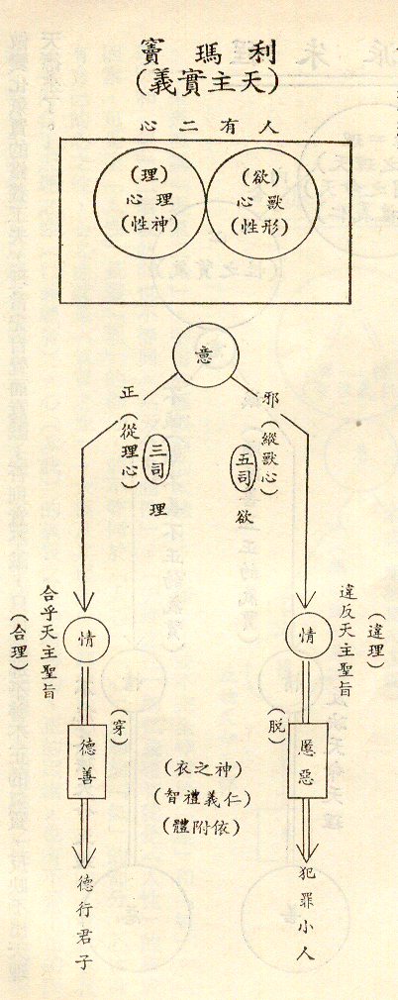 利瑪竇
(天主實義)
人有二心
(欲)
獸心
(形性)
(理)
理心
(神性)
意
邪
(縱獸心)
五司
欲
正
(從理心)
三司
理
(違理)
違反天主聖旨
情
情
合乎天主聖旨
(合理)
(脫)
屢惡
(穿)
德善
(神之衣)
(仁義禮智)
(依附體)
犯罪小人
德行君子